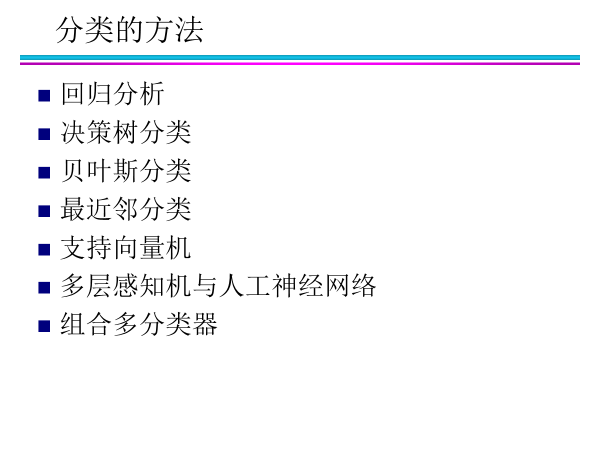 分类的方法
回归分析
决策树分类
贝叶斯分类
最近邻分类
支持向量机
多层感知机与人工神经网络
组合多分类器